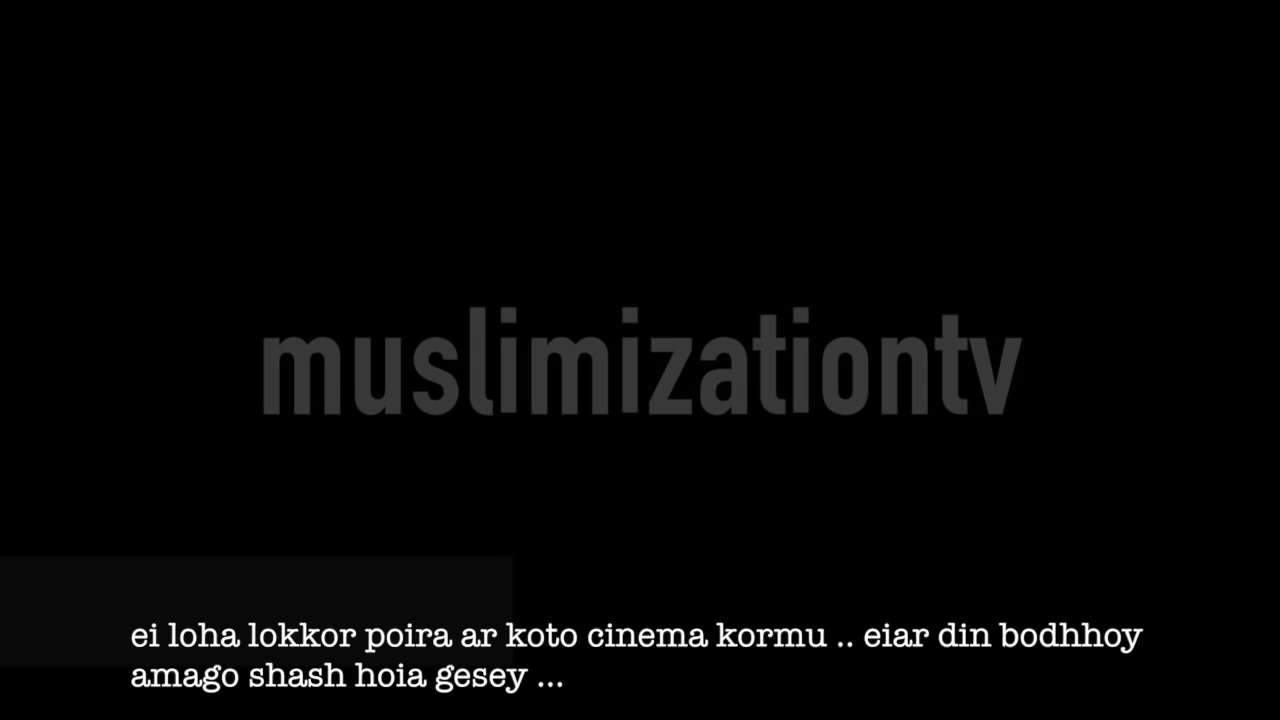 muslimizationtv
ei loha lokkor poira ar koto cinema kormu .. eiar din bodhhoy
amago shash hoia gesey ...